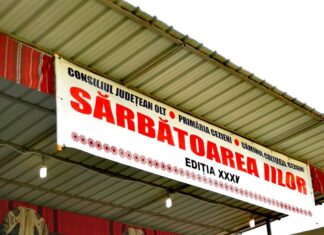 CONSILIUL JUDEȚEAN OLT • PRIMĂRIA CEZIENI • CĂMINUL CULTURAL CEZIENI
SĂRBĂTOAREA IILOR
EDIȚIA XXXV